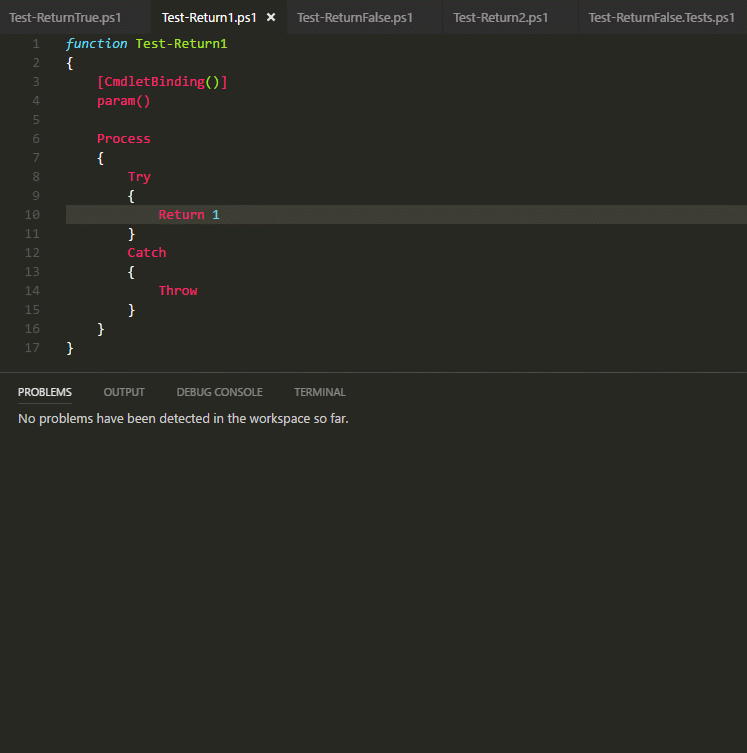 Test-ReturnTrue.ps1 Test-Return1.ps1 × Test-ReturnFalse.ps1 Test-Return2.ps1 Test-ReturnFalse.Tests.ps1
1 function Test-Return1
2 {
3     [CmdletBinding()]
4     param()
5
6     Process
7     {
8         Try
9         {
10             Return 1
11         }
12         Catch
13         {
14             Throw
15         }
16     }
17 }
PROBLEMS OUTPUT DEBUG CONSOLE TERMINAL
No problems have been detected in the workspace so far.